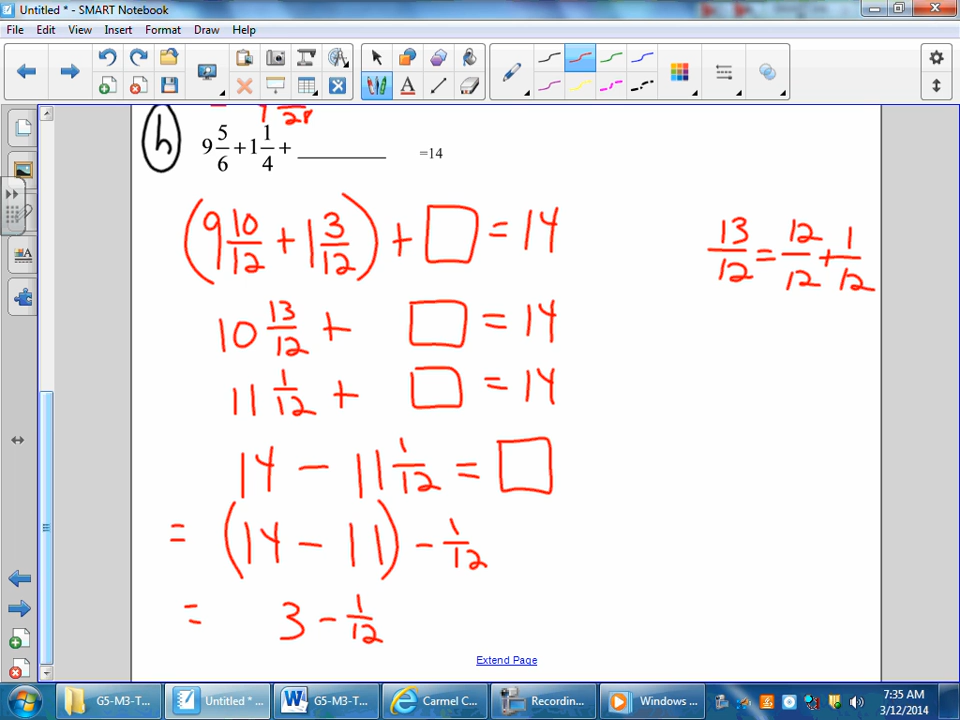 Untitled * - SMART Notebook
File Edit View Insert Format Draw Help
h 9 5/6 + 1 1/4 + ________ =14
(9 10/12 + 1 3/12) + □ = 14
13/12 = 12/12 + 1/12
10 13/12 + □ = 14
11 1/12 + □ = 14
14 - 11 1/12 = □
= (14 - 11) - 1/12
= 3 - 1/12
Extend Page
G5-M3-T... Untitled * ... G5-M3-T... Carmel C... Recordin... Windows ...
7:35 AM
3/12/2014